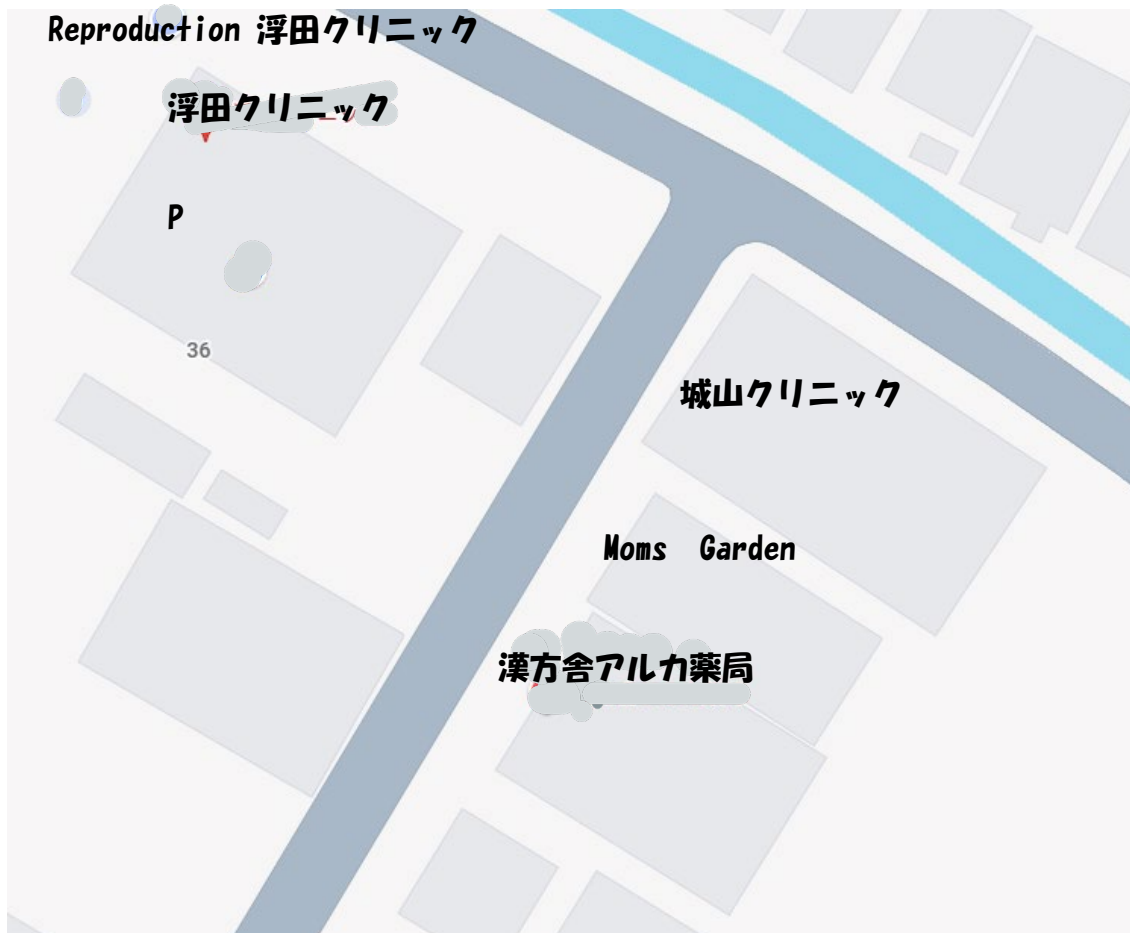 Reproduction 浮田クリニック
浮田クリニック
P
36
城山クリニック
Moms Garden
漢方舎アルカ薬局